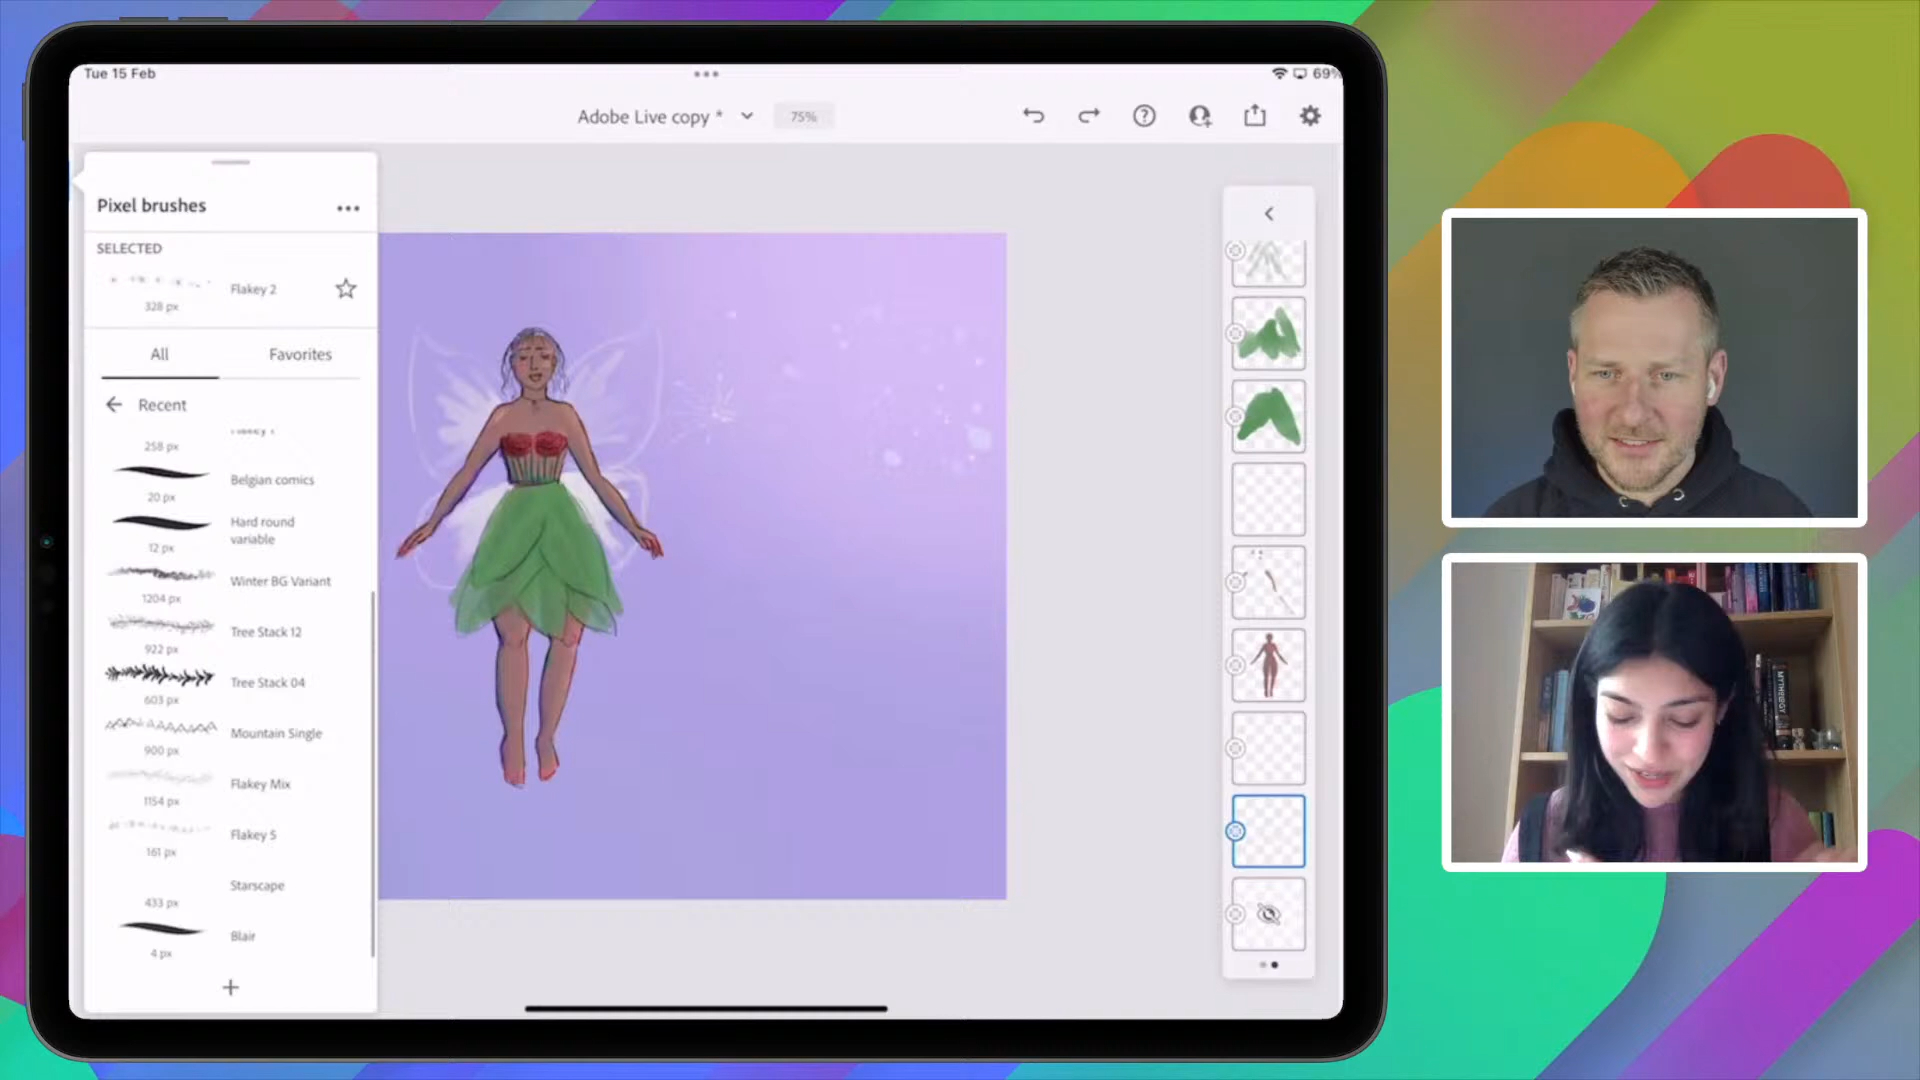 Tue 15 Feb
69%
Adobe Live copy *
75%
Pixel brushes
SELECTED
Flakey 2
328 px
All
Favorites
Recent
258 px
Belgian comics
20 px
Hard round
variable
12 px
Winter BG Variant
1204 px
Tree Stack 12
922 px
Tree Stack 04
603 px
Mountain Single
900 px
Flakey Mix
1154 px
Flakey 5
161 px
Starscape
433 px
Blair
4 px
MYTHOLOGY